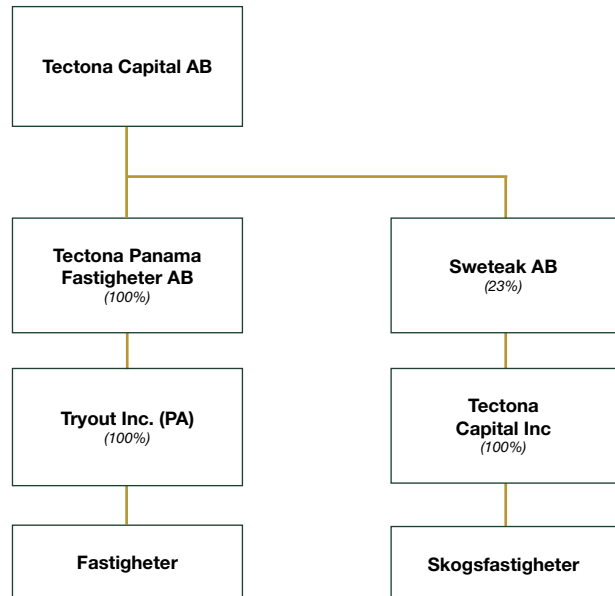 Tectona Capital AB
Tectona Panama
Fastigheter AB
(100%)
Sweteak AB
(23%)
Tryout Inc. (PA)
(100%)
Tectona
Capital Inc
(100%)
Fastigheter
Skogsfastigheter